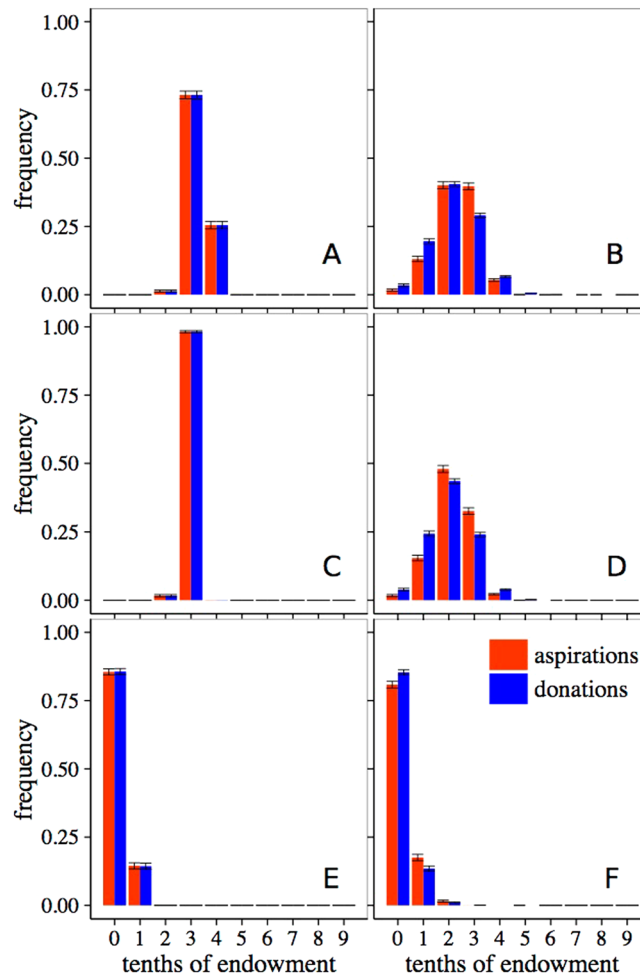 1.00
0.75
0.50
0.25
0.00
frequency
A
B
1.00
0.75
0.50
0.25
0.00
frequency
C
D
1.00
0.75
0.50
0.25
0.00
frequency
aspirations
donations
E
F
0 1 2 3 4 5 6 7 8 9
0 1 2 3 4 5 6 7 8 9
tenths of endowment
tenths of endowment